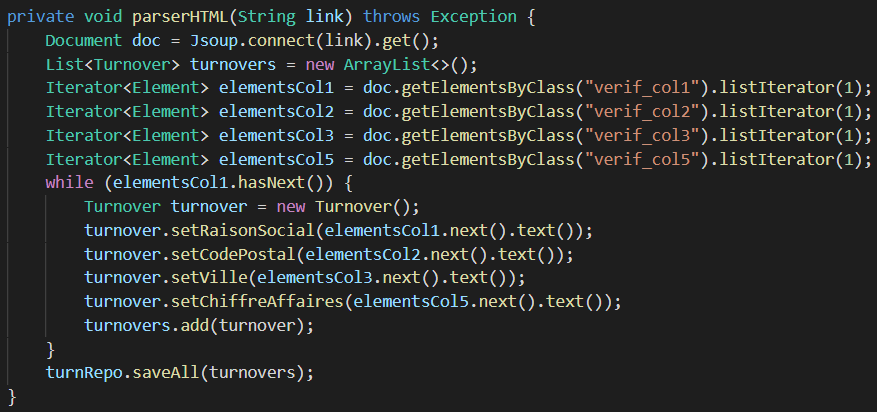 private void parserHTML(String link) throws Exception {
    Document doc = Jsoup.connect(link).get();
    List<Turnover> turnovers = new ArrayList<>();
    Iterator<Element> elementsCol1 = doc.getElementsByClass("verif_col1").listIterator(1);
    Iterator<Element> elementsCol2 = doc.getElementsByClass("verif_col2").listIterator(1);
    Iterator<Element> elementsCol3 = doc.getElementsByClass("verif_col3").listIterator(1);
    Iterator<Element> elementsCol5 = doc.getElementsByClass("verif_col5").listIterator(1);
    while (elementsCol1.hasNext()) {
        Turnover turnover = new Turnover();
        turnover.setRaisonSocial(elementsCol1.next().text());
        turnover.setCodePostal(elementsCol2.next().text());
        turnover.setVille(elementsCol3.next().text());
        turnover.setChiffreAffaires(elementsCol5.next().text());
        turnovers.add(turnover);
    }
    turnRepo.saveAll(turnovers);
}